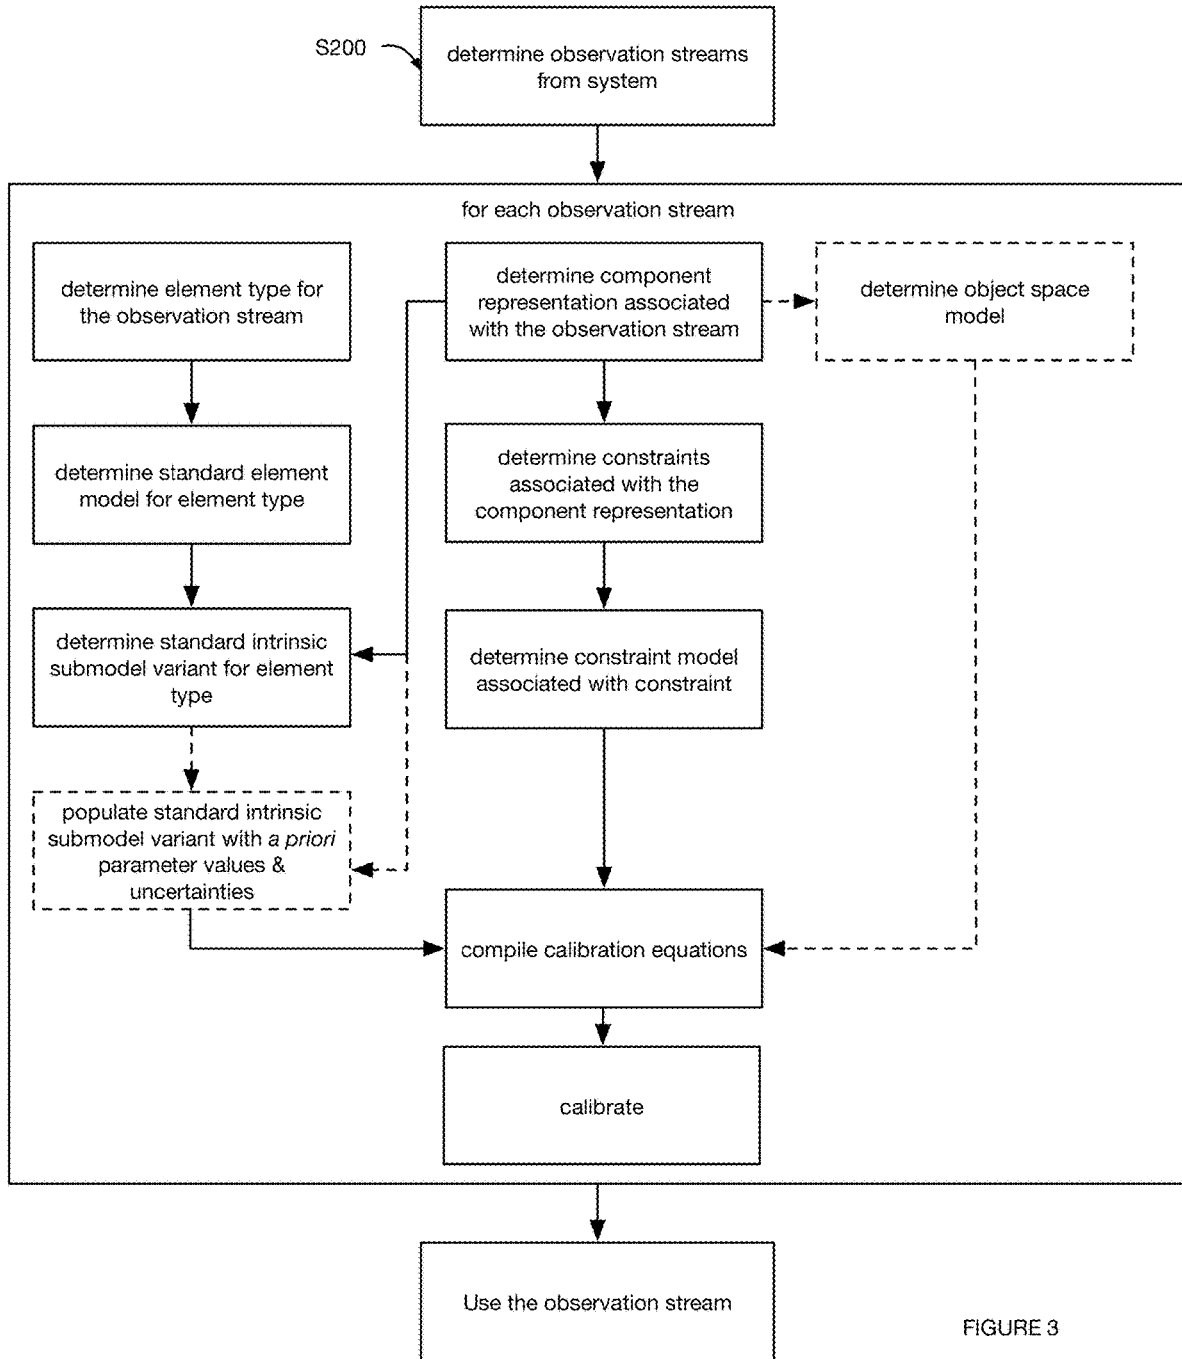 S200
determine observation streams
from system
for each observation stream
determine element type for
the observation stream
determine component
representation associated
with the observation stream
determine object space
model
determine standard element
model for element type
determine constraints
associated with the
component representation
determine standard intrinsic
submodel variant for element
type
determine constraint model
associated with constraint
populate standard intrinsic
submodel variant with a priori
parameter values &
uncertainties
compile calibration equations
calibrate
Use the observation stream
FIGURE 3